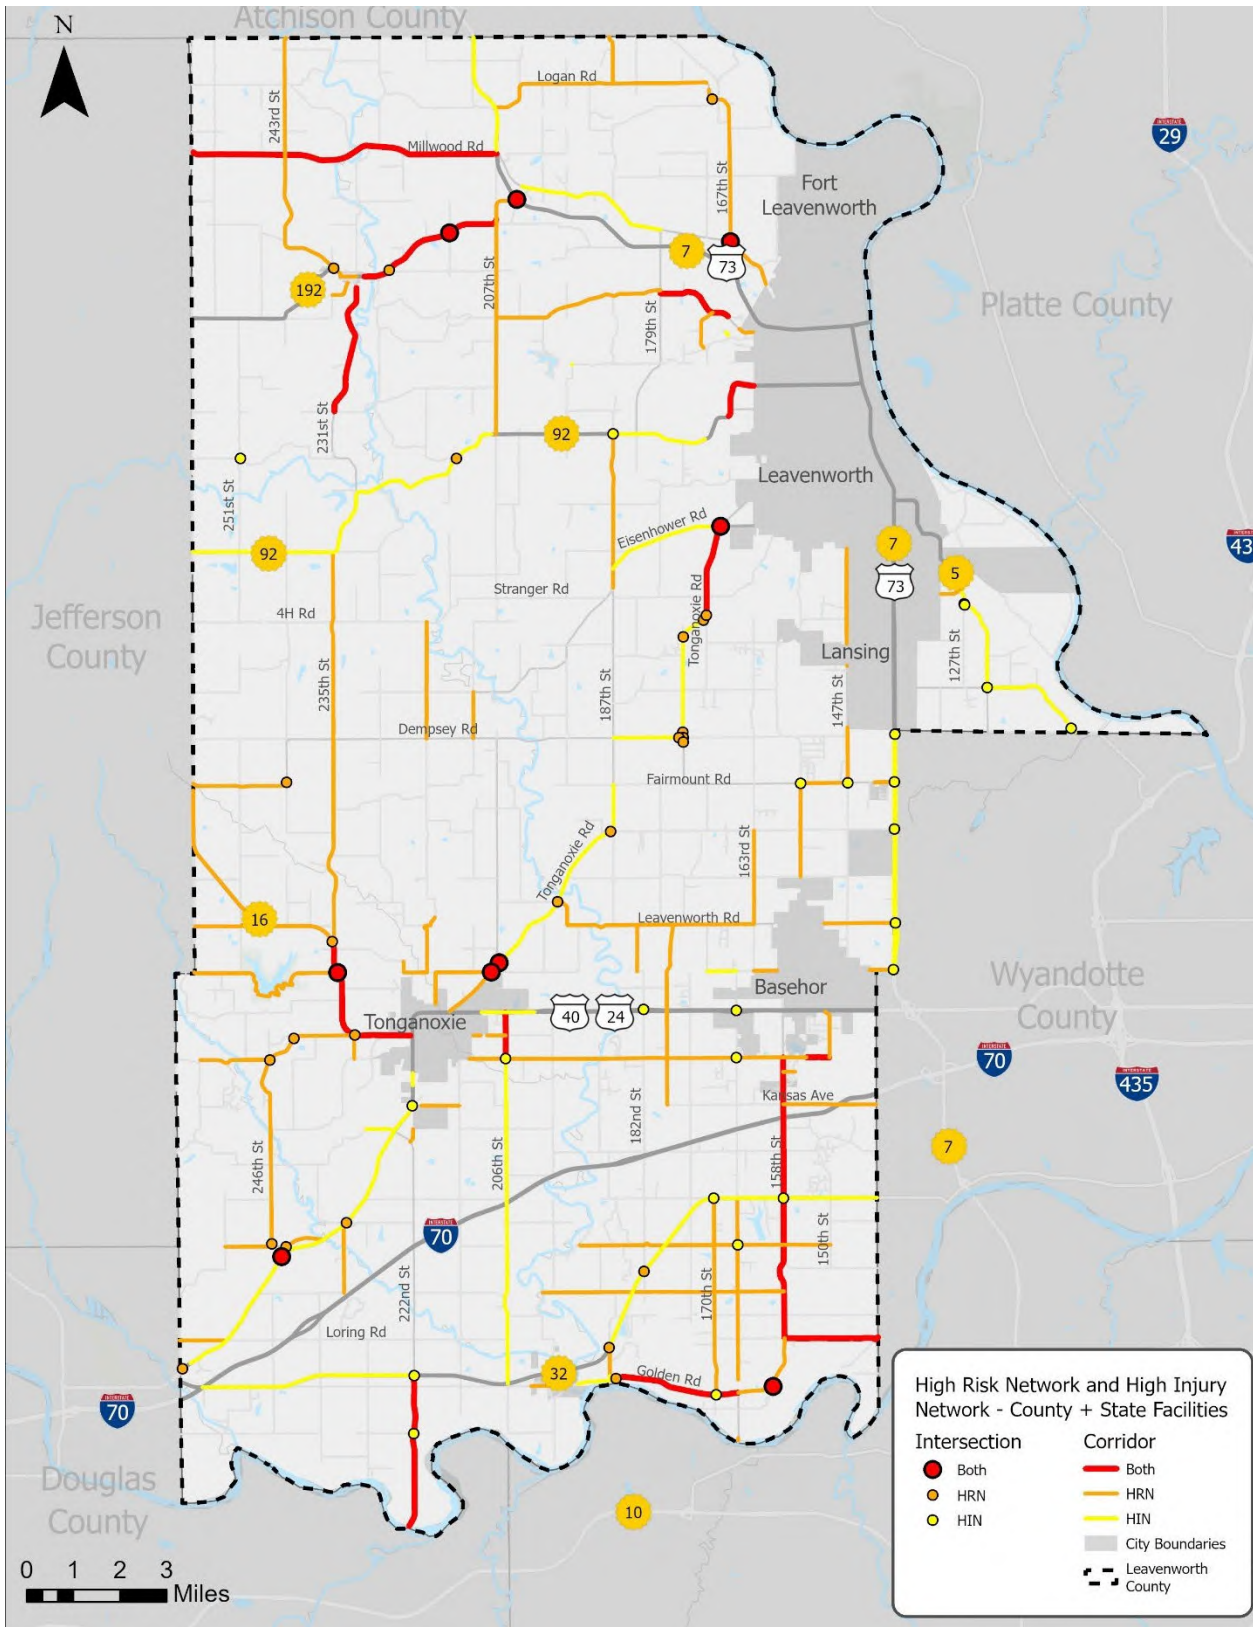 Atchison County
N
Logan Rd
243rd St
INTERSTATE
29
Millwood Rd
167th St
Fort
Leavenworth
7
73
192
207th St
Platte County
179th St
231st St
92
251st St
Leavenworth
Eisenhower Rd
92
7
INTERSTATE
43
Stranger Rd
73
5
Tonganoxie Rd
4H Rd
Jefferson
County
127th St
Lansing
235th St
187th St
147th St
Dempsey Rd
Fairmount Rd
Tonganoxie Rd
163rd St
16
Leavenworth Rd
Wyandotte
County
Basehor
40
24
Tonganoxie
INTERSTATE
70
INTERSTATE
435
Kansas Ave
182nd St
7
246th St
206th St
158th St
INTERSTATE
70
150th St
222nd St
170th St
Loring Rd
32
Golden Rd
INTERSTATE
70
Douglas
County
10
High Risk Network and High Injury
Network - County + State Facilities
Intersection
Both
HRN
HIN
Corridor
Both
HRN
HIN
City Boundaries
Leavenworth
County
0 1 2 3
Miles